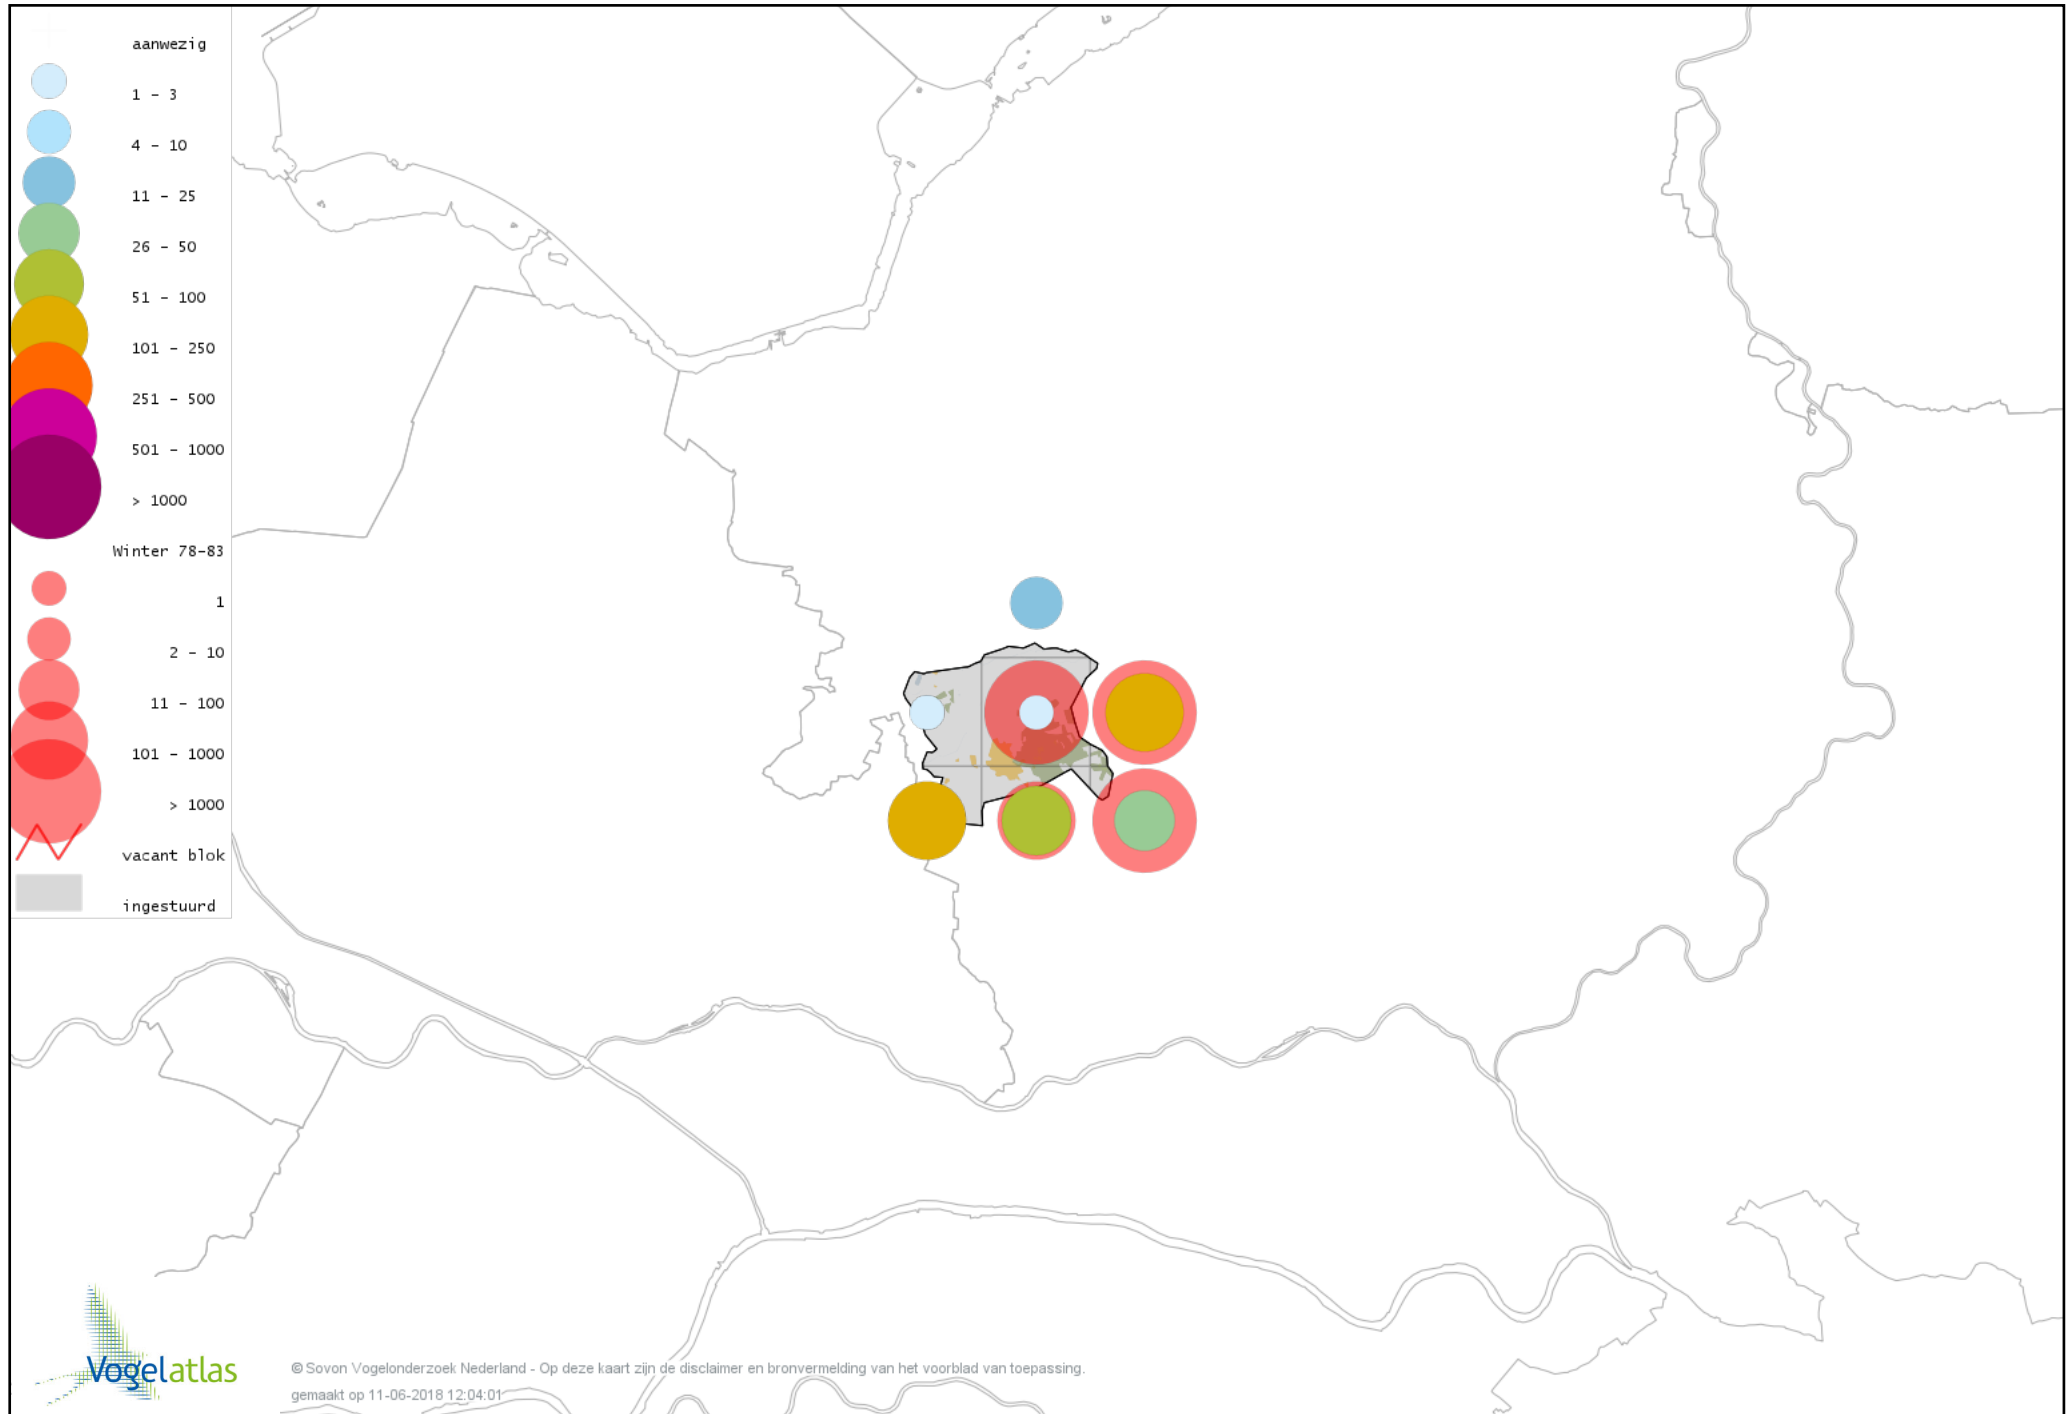 aanwezig
1 - 3
4 - 10
11 - 25
26 - 50
51 - 100
101 - 250
251 - 500
501 - 1000
> 1000
Winter 78-83
1
2 - 10
11 - 100
101 - 1000
> 1000
vacant blok
ingestuurd
Vogelatlas
© Sovon Vogelonderzoek Nederland - Op deze kaart zijn de disclaimer en bronvermelding van het voorblad van toepassing.
gemaakt op 11-06-2018 12:04:01